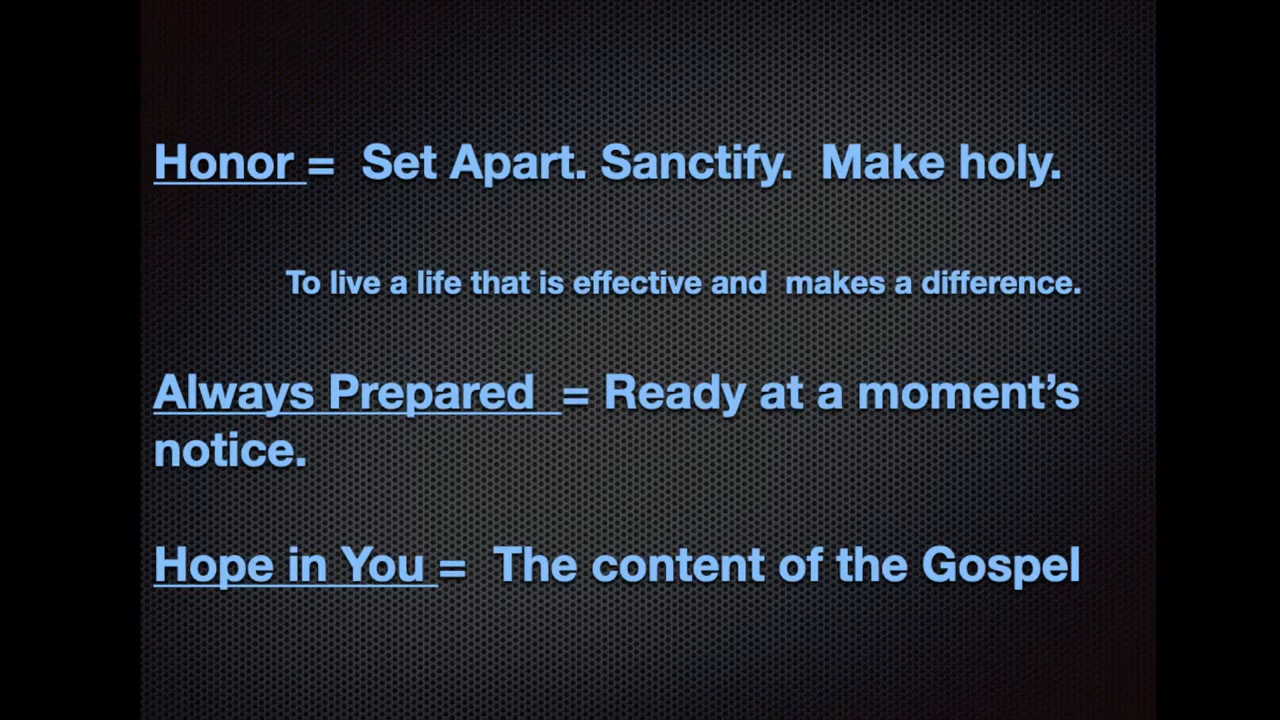 Honor =  Set Apart. Sanctify.  Make holy.
To live a life that is effective and  makes a difference.
Always Prepared  = Ready at a moment’s
notice.
Hope in You =  The content of the Gospel